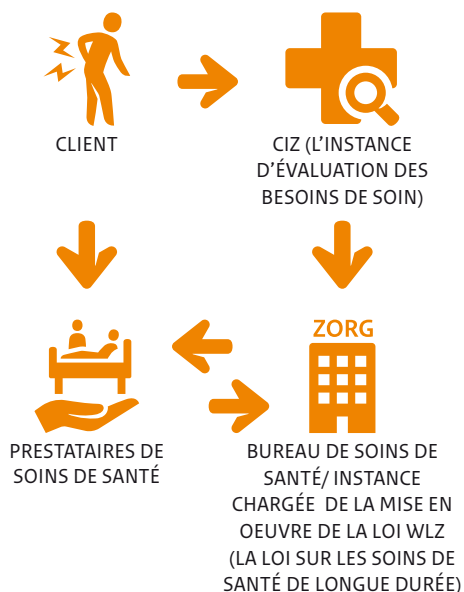 CLIENT
CIZ (L'INSTANCE
D'ÉVALUATION DES
BESOINS DE SOIN)
PRESTATAIRES DE
SOINS DE SANTÉ
ZORG
BUREAU DE SOINS DE
SANTÉ/ INSTANCE
CHARGÉE DE LA MISE EN
OEUVRE DE LA LOI WLZ
(LA LOI SUR LES SOINS DE
SANTÉ DE LONGUE DURÉE)